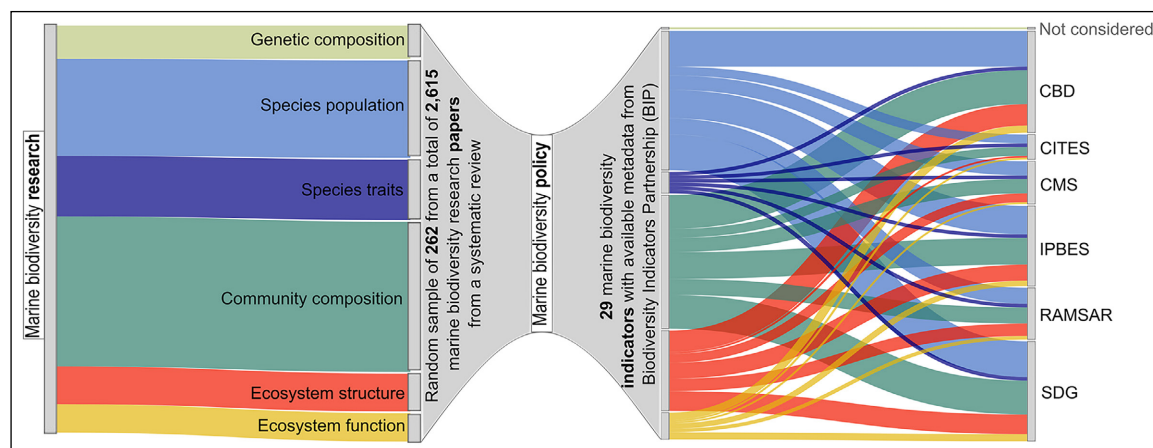 Marine biodiversity research
Genetic composition
Species population
Species traits
Community composition
Ecosystem structure
Ecosystem function
Random sample of 262 from a total of 2,615
marine biodiversity research papers
from a systematic review
Marine biodiversity policy
29 marine biodiversity
indicators with available metadata from
Biodiversity Indicators Partnership (BIP)
Not considered
CBD
CITES
CMS
IPBES
RAMSAR
SDG